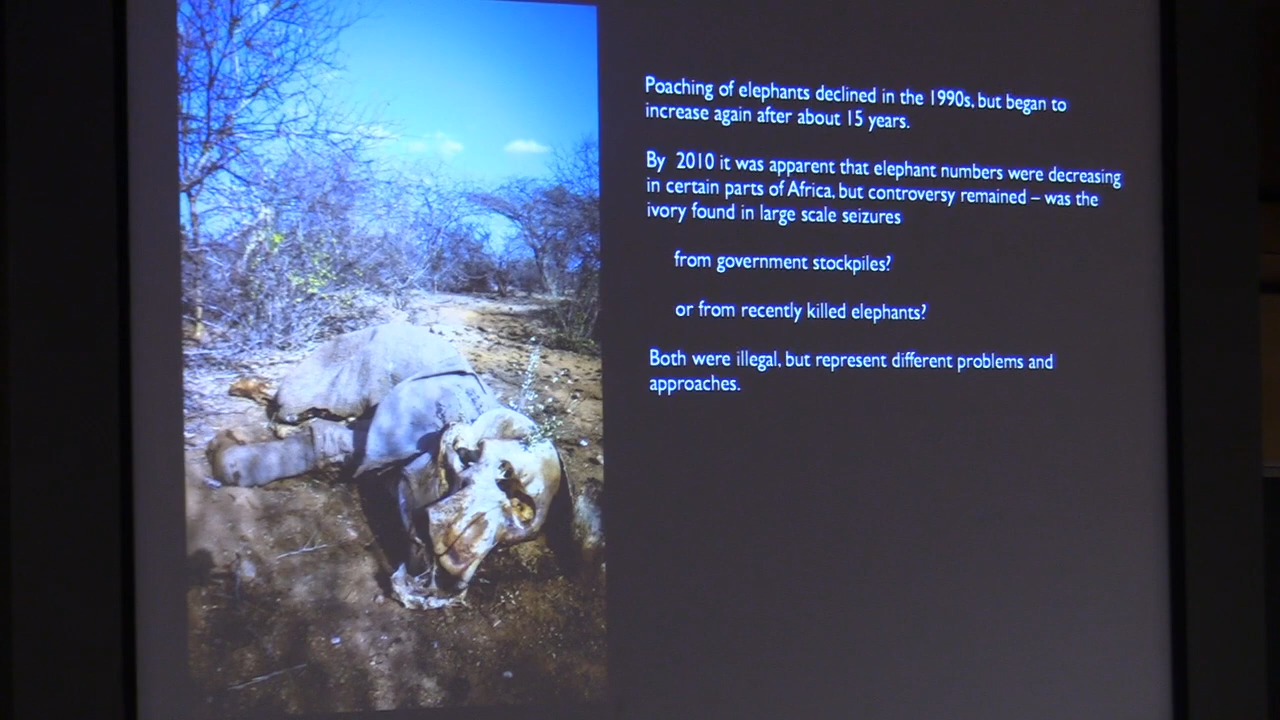 Poaching of elephants declined in the 1990s, but began to
increase again after about 15 years.
By 2010 it was apparent that elephant numbers were decreasing
in certain parts of Africa, but controversy remained – was the
ivory found in large scale seizures
from government stockpiles?
or from recently killed elephants?
Both were illegal, but represent different problems and
approaches.